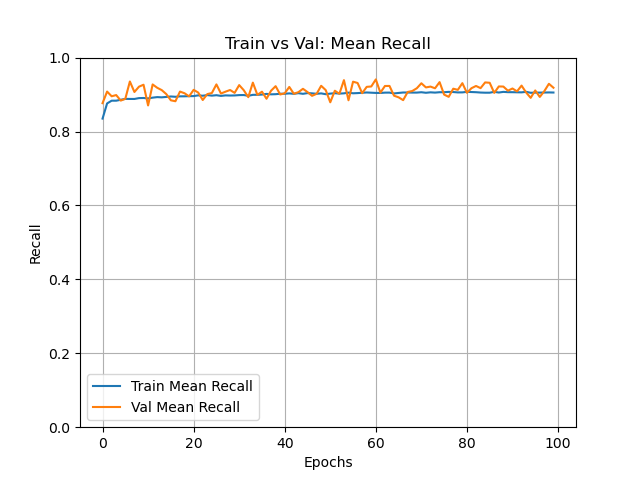 Train vs Val: Mean Recall
1.0
0.8
0.6
0.4
0.2
0.0
Recall
Train Mean Recall
Val Mean Recall
0 20 40 60 80 100
Epochs